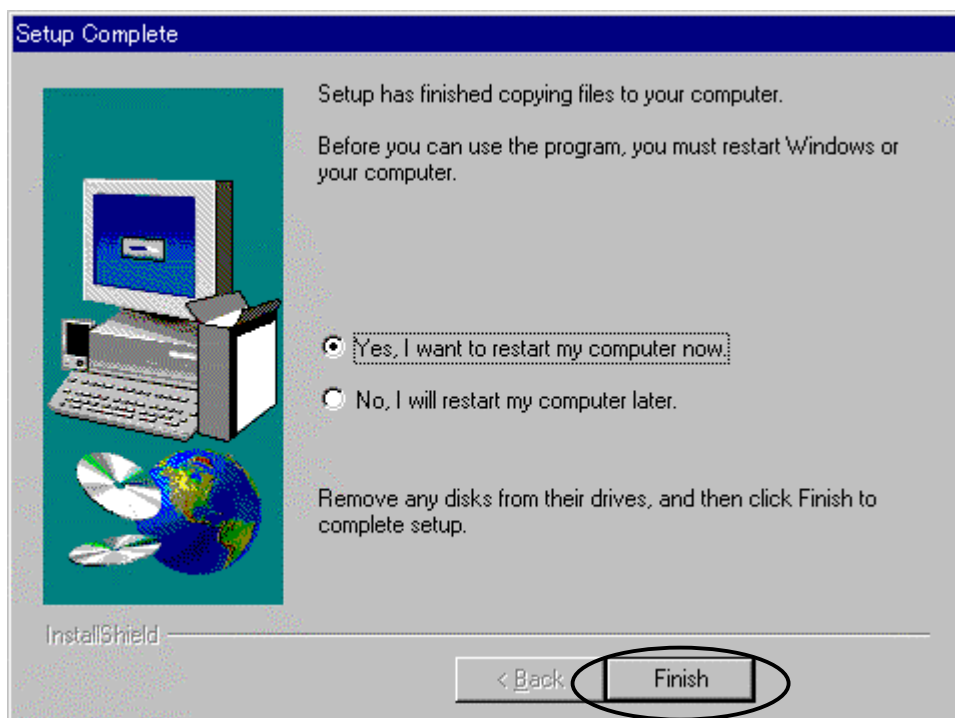 Setup Complete
Setup has finished copying files to your computer.
Before you can use the program, you must restart Windows or
your computer.
Yes, I want to restart my computer now.
No, I will restart my computer later.
Remove any disks from their drives, and then click Finish to
complete setup.
InstallShield
< Back
Finish